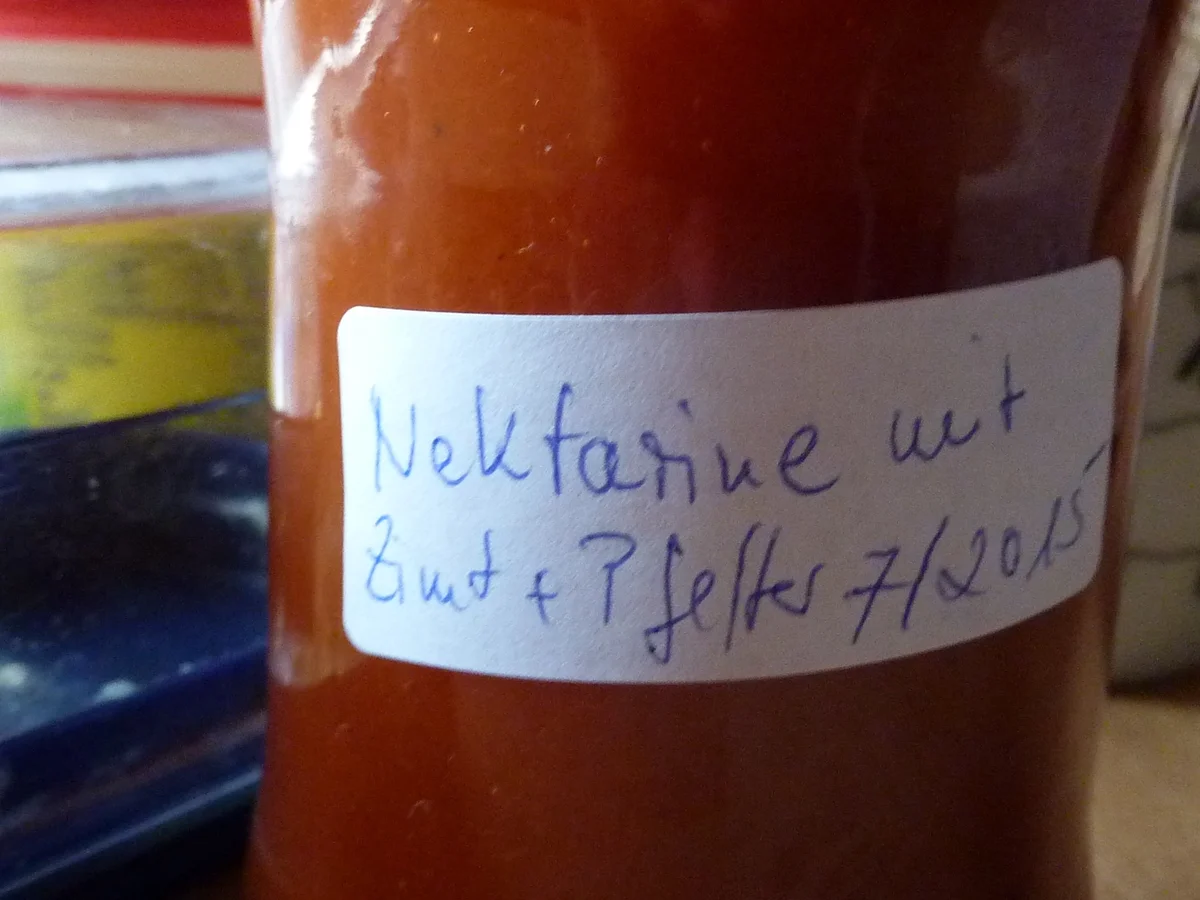 Nektarine mit
Zimt + Pfeffer 7/2015